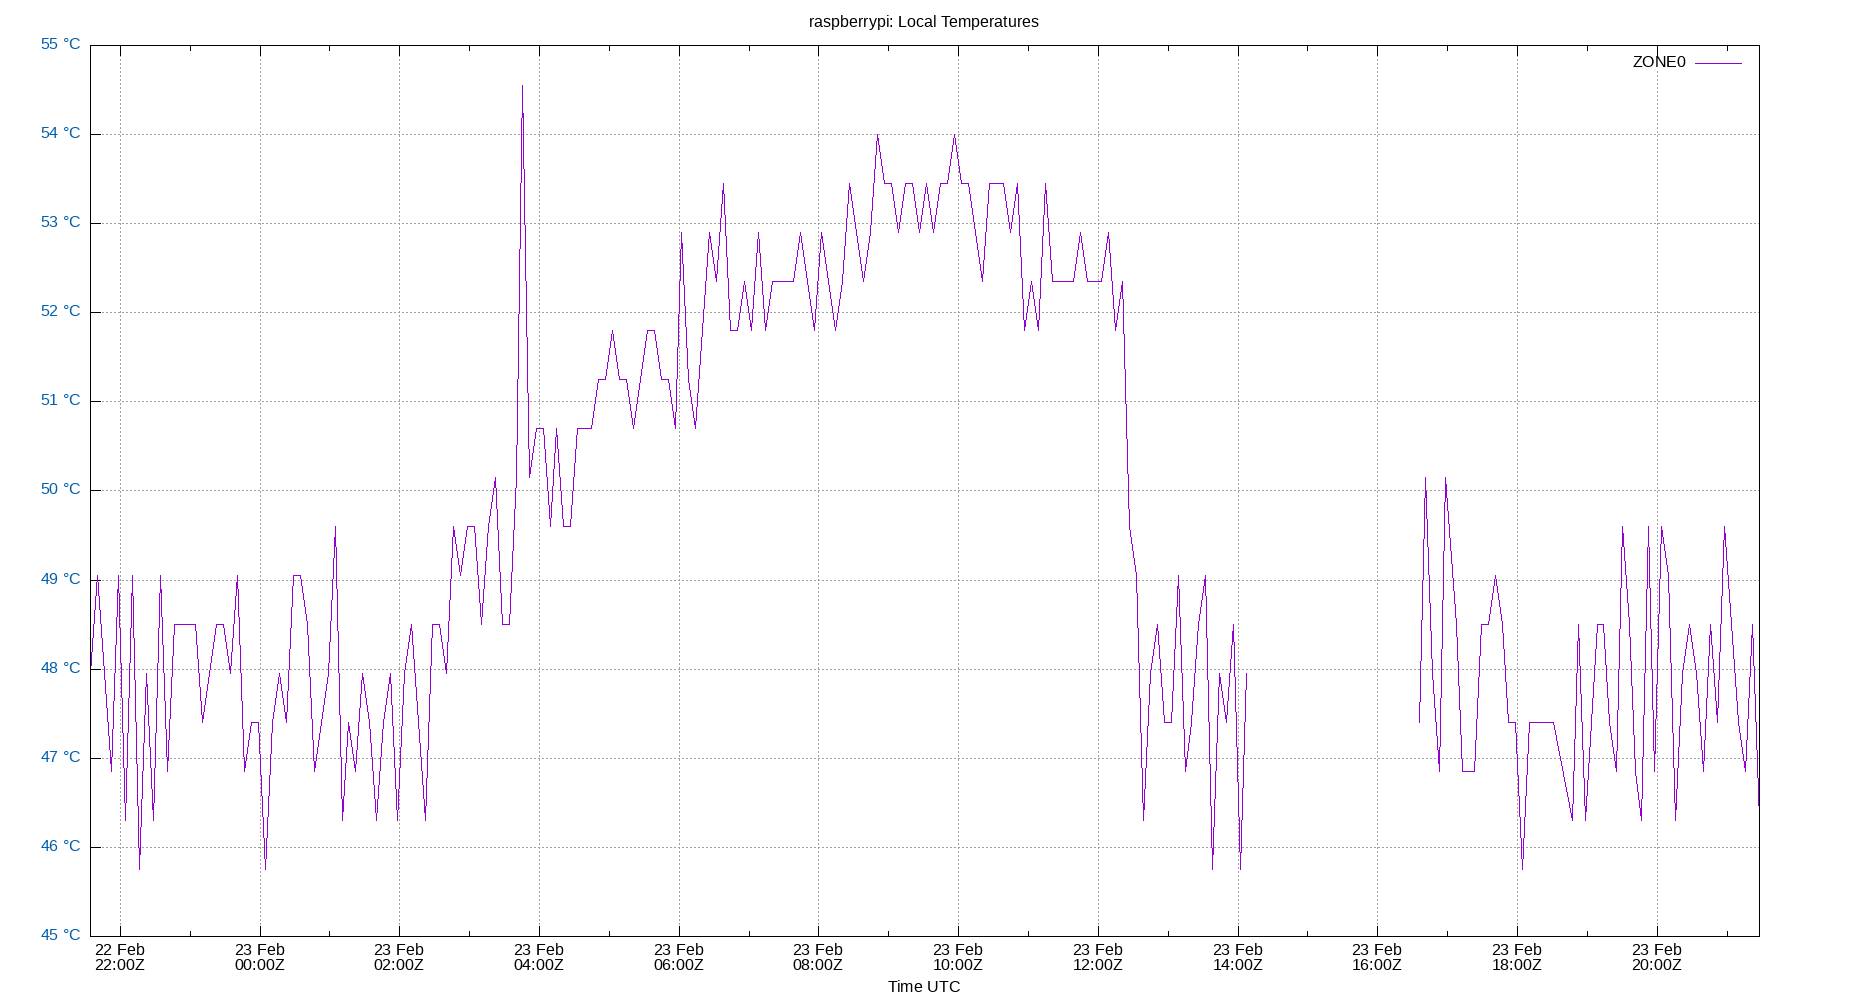 raspberrypi: Local Temperatures
ZONE0
55 °C
54 °C
53 °C
52 °C
51 °C
50 °C
49 °C
48 °C
47 °C
46 °C
45 °C
22 Feb 23 Feb 23 Feb 23 Feb 23 Feb 23 Feb 23 Feb 23 Feb 23 Feb 23 Feb 23 Feb 23 Feb
22:00Z 00:00Z 02:00Z 04:00Z 06:00Z 08:00Z 10:00Z 12:00Z 14:00Z 16:00Z 18:00Z 20:00Z
Time UTC